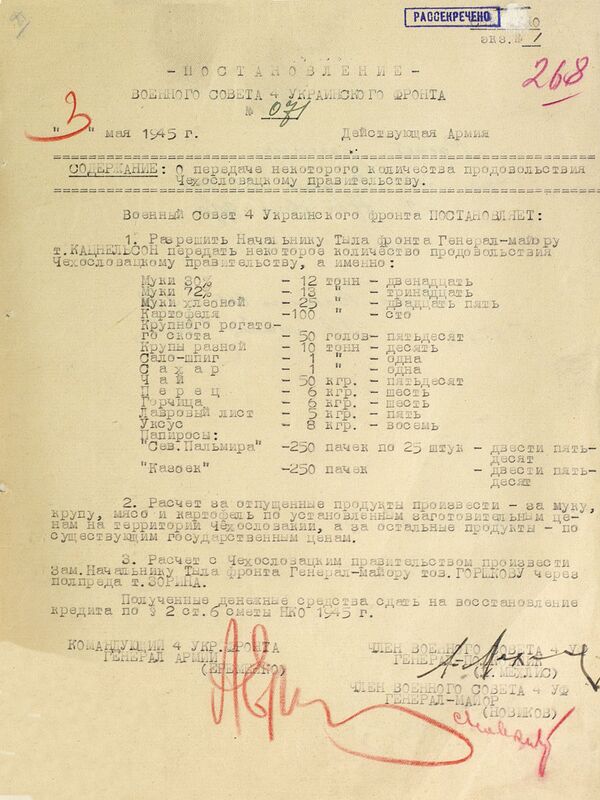 РАССЕКРЕЧЕНО
экз.№ 1
268
-ПОСТАНОВЛЕНИЕ-
ВОЕННОГО СОВЕТА 4 УКРАИНСКОГО ФРОНТА
№ 071
"3" мая 1945 г. Действующая Армия
СОДЕРЖАНИЕ: О передаче некоторого количества продовольствия
Чехословацкому правительству.
Военный Совет 4 Украинского фронта ПОСТАНОВЛЯЕТ:
1. Разрешить Начальнику Тыла фронта Генерал-майору
т.КАЦНЕЛЬСОН передать некоторое количество продовольствия
Чехословацкому правительству, а именно:
Муки 30% - 12 тонн - двенадцать
Муки 72% - 13 " - тринадцать
Муки хлебной - 25 " - двадцать пять
Картофеля -100 " - сто
Крупного рогато-
го скота - 50 голов- пятьдесят
Крупы разной - 10 тонн - десять
Сало-шпиг - 1 " - одна
Сахар - 1 " - одна
Чай - 50 кгр. - пятьдесят
Перец - 6 кгр. - шесть
Горчица - 6 кгр. - шесть
Лавровый лист - 5 кгр. - пять
Уксус - 8 кгр. - восемь
Папиросы:
"Сев.Пальмира" -250 пачек по 25 штук - двести пять-
десят
"Казбек" -250 пачек - двести пять-
десят
2. Расчет за отпущенные продукты произвести - за муку,
крупу, мясо и картофель по установленным заготовительным це-
нам на территории Чехословакии, а за остальные продукты - по
существующим государственным ценам.
3. Расчет с Чехословацким правительством произвести
Зам.Начальнику Тыла фронта Генерал-майору тов.ГОРШКОВУ через
полпреда т.ЗОРИНА.
Полученные денежные средства сдать на восстановление
кредита по § 2 ст.6 сметы НКО 1945 г.
КОМАНДУЮЩИЙ 4 УКР.ФРОНТА
ГЕНЕРАЛ АРМИИ
(ЕРЕМЕНКО)
ЧЛЕН ВОЕННОГО СОВЕТА 4 УФ
(Л.МЕХЛИС)
ЧЛЕН ВОЕННОГО СОВЕТА 4 УФ
ГЕНЕРАЛ-МАЙОР
(НОВИКОВ)